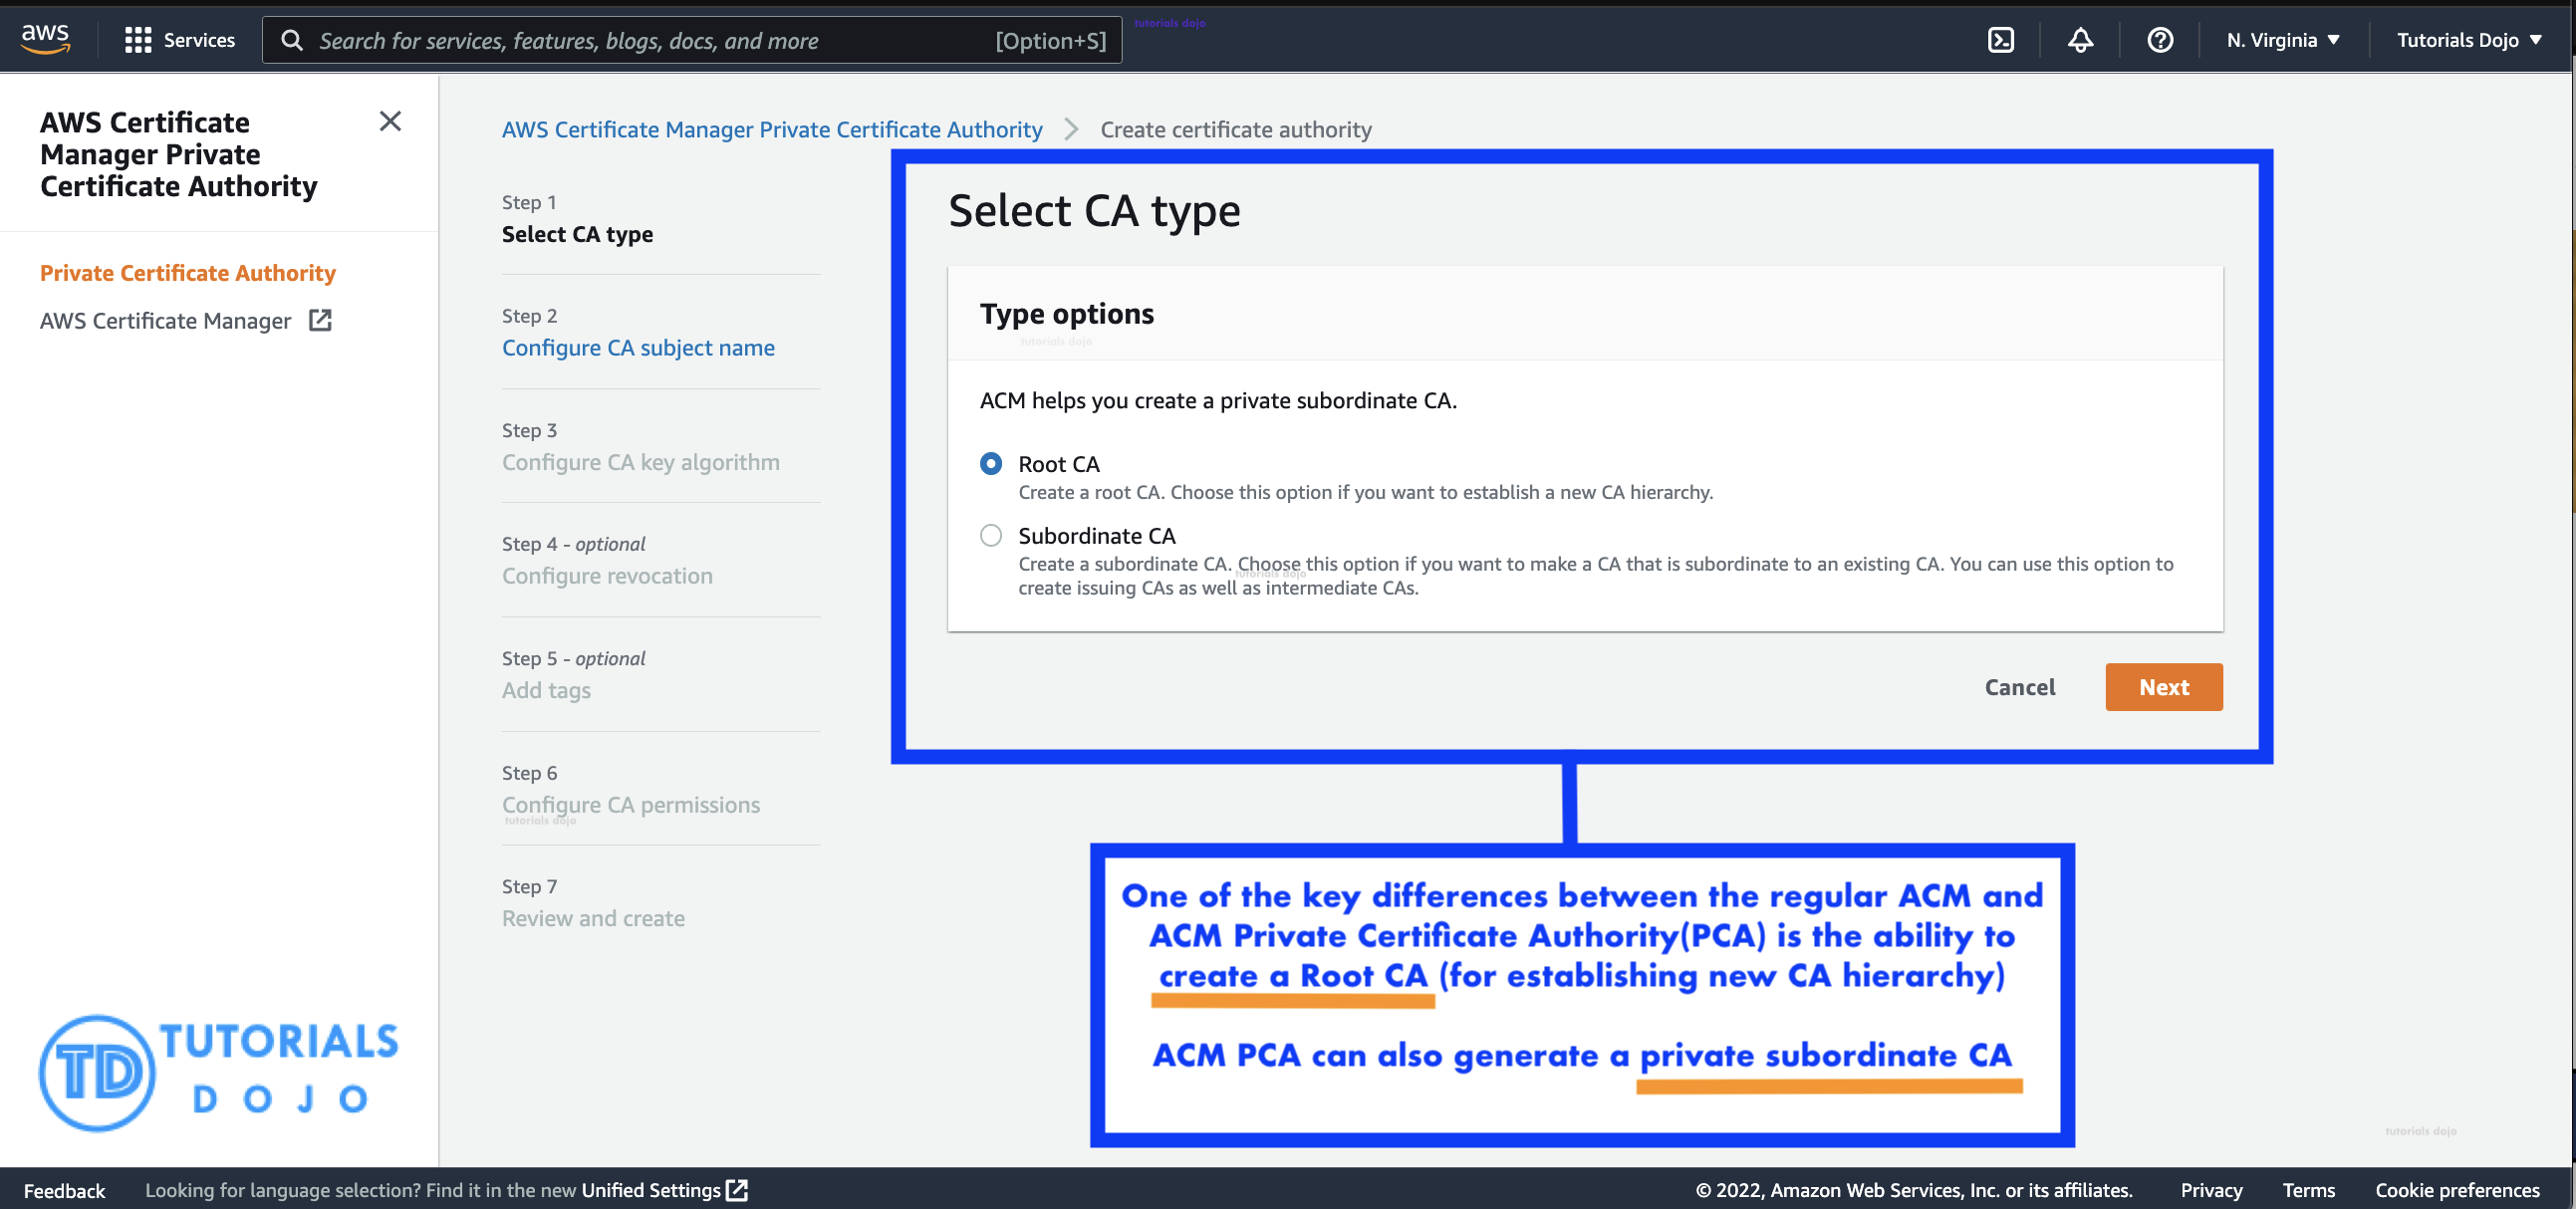 aws
Services
Search for services, features, blogs, docs, and more
[Option+S]
tutorials dojo
N. Virginia
Tutorials Dojo
AWS Certificate
Manager Private
Certificate Authority
Private Certificate Authority
AWS Certificate Manager
AWS Certificate Manager Private Certificate Authority
Create certificate authority
Step 1
Select CA type
Step 2
Configure CA subject name
Step 3
Configure CA key algorithm
Step 4 - optional
Configure revocation
Step 5 - optional
Add tags
Step 6
Configure CA permissions
tutorials dojo
Step 7
Review and create
Select CA type
Type options
tutorials dojo
ACM helps you create a private subordinate CA.
Root CA
Create a root CA. Choose this option if you want to establish a new CA hierarchy.
Subordinate CA
Create a subordinate CA. Choose this option if you want to make a CA that is subordinate to an existing CA. You can use this option to
tutorials dojo
create issuing CAs as well as intermediate CAs.
Cancel
Next
One of the key differences between the regular ACM and
ACM Private Certificate Authority(PCA) is the ability to
create a Root CA (for establishing new CA hierarchy)
ACM PCA can also generate a private subordinate CA
TD
TUTORIALS
DOJO
tutorials dojo
Feedback
Looking for language selection? Find it in the new Unified Settings
© 2022, Amazon Web Services, Inc. or its affiliates.
Privacy
Terms
Cookie preferences